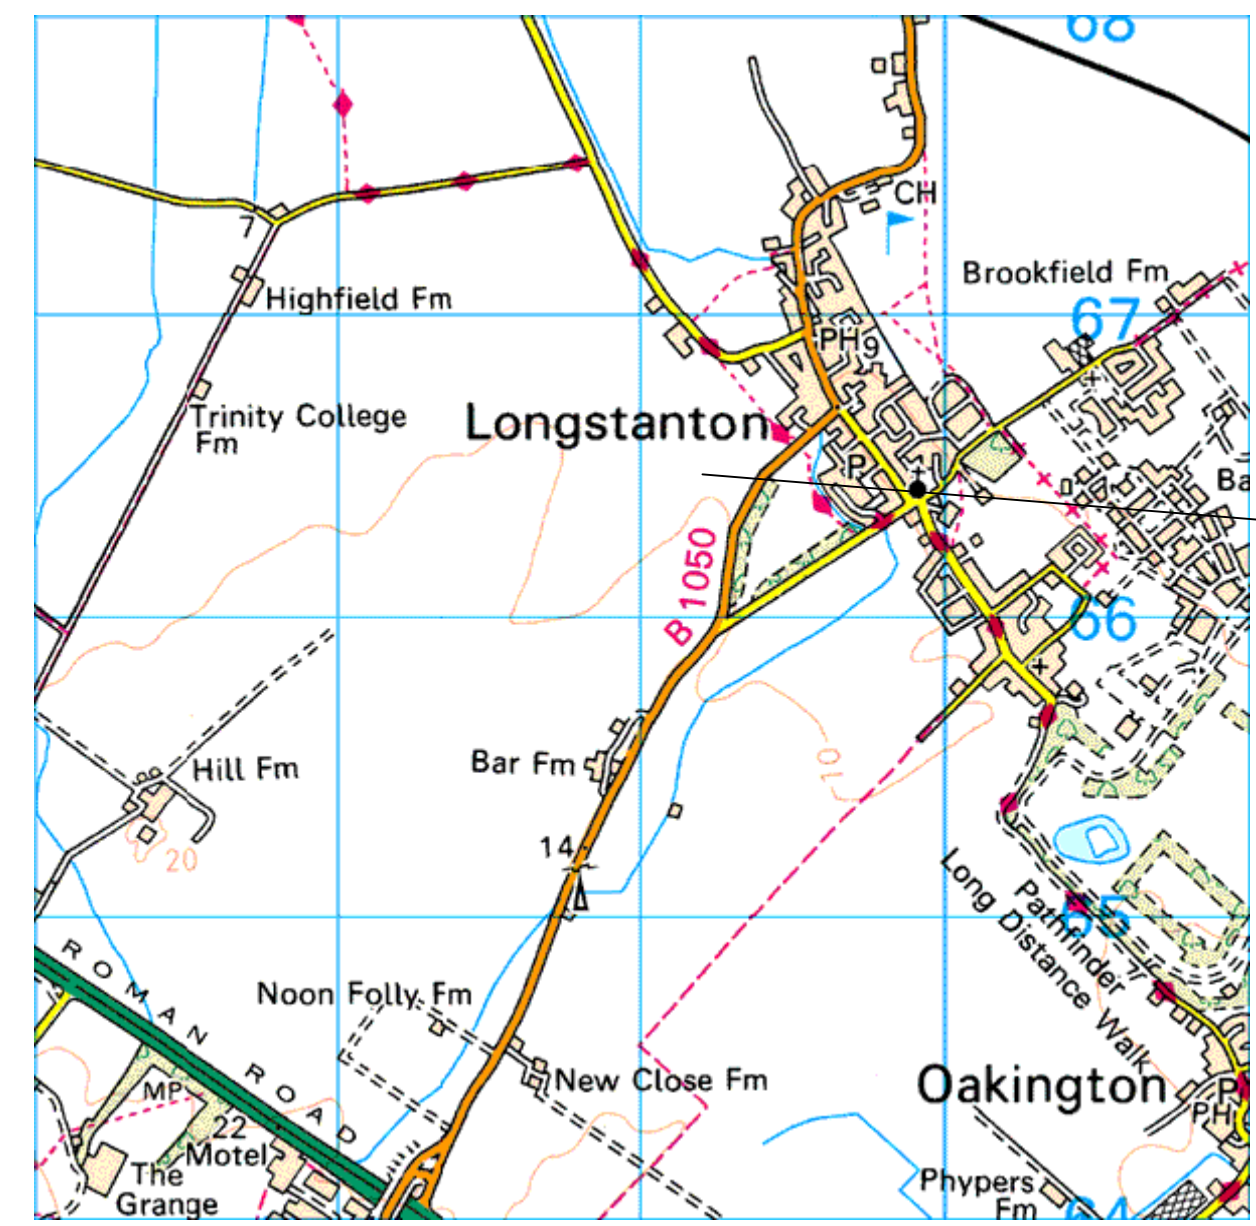 68
CH
Brookfield Fm
7
Highfield Fm
67
PH
9
Trinity College
Fm
Longstanton
P
Ba
B 1050
66
Hill Fm
Bar Fm
10
14
20
Pathfinder
Long Distance Walk
65
7
ROMAN ROAD
Noon Folly Fm
New Close Fm
Oakington
MP
P
PH
22
Motel
The
Grange
Phypers
Fm
64